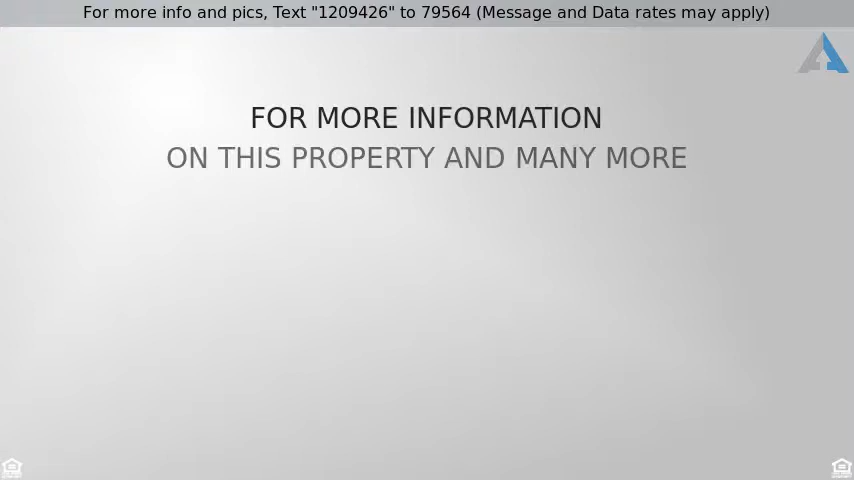 For more info and pics, Text "1209426" to 79564 (Message and Data rates may apply)
FOR MORE INFORMATION
ON THIS PROPERTY AND MANY MORE